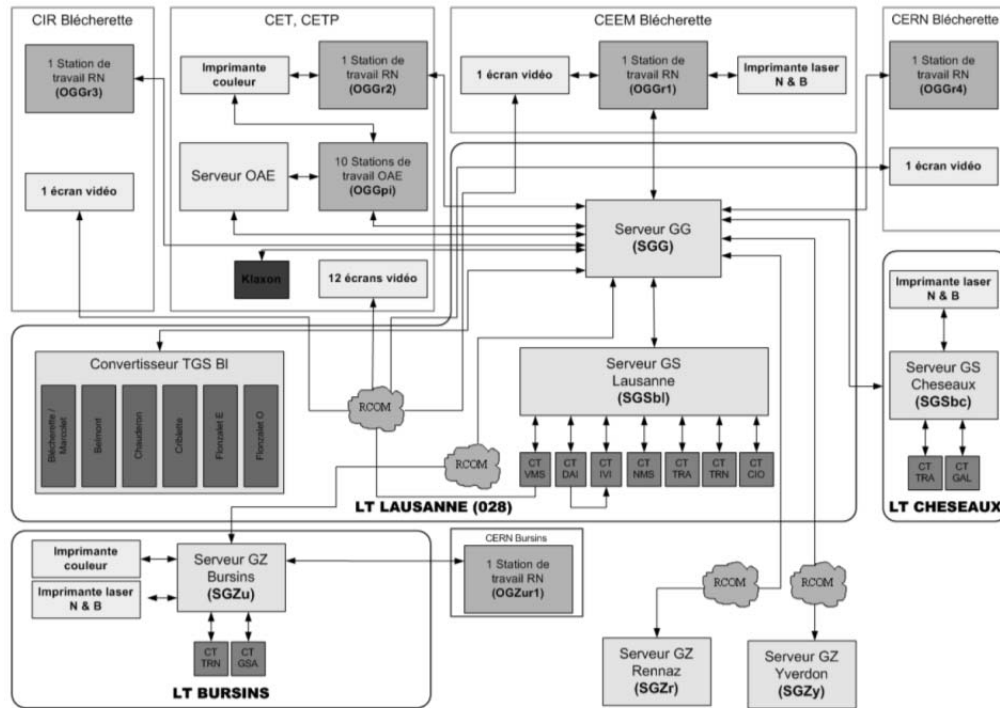 CIR Blécherette
CET, CETP
CEEM Blécherette
CERN Blécherette
1 Station de
travail RN
(OGGr3)
Imprimante
couleur
1 Station
de travail RN
(OGGr2)
1 écran vidéo
1 Station
de travail RN
(OGGr1)
Imprimante laser
N & B
1 Station de
travail RN
(OGGr4)
1 écran vidéo
Serveur OAE
10 Stations de
travail OAE
(OGGpi)
1 écran vidéo
Serveur GG
(SGG)
Klaxon
12 écrans vidéo
Imprimante laser
N & B
Convertisseur TGS BI
Blécherette /
Marcolet
Belmont
Chauderon
Criblette
Flonzalet E
Flonzalet O
RCOM
RCOM
Serveur GS
Lausanne
(SGSbl)
CT
VMS
CT
DAI
CT
IVI
CT
NMS
CT
TRA
CT
TRN
CT
CIO
LT LAUSANNE (028)
Serveur GS
Cheseaux
(SGSbc)
CT
TRA
CT
GAL
LT CHESEAUX
Imprimante
couleur
Imprimante laser
N & B
Serveur GZ
Bursins
(SGZu)
CT
TRN
CT
GSA
LT BURSINS
CERN Bursins
1 Station de
travail RN
(OGZur1)
RCOM
RCOM
Serveur GZ
Rennaz
(SGZr)
Serveur GZ
Yverdon
(SGZy)